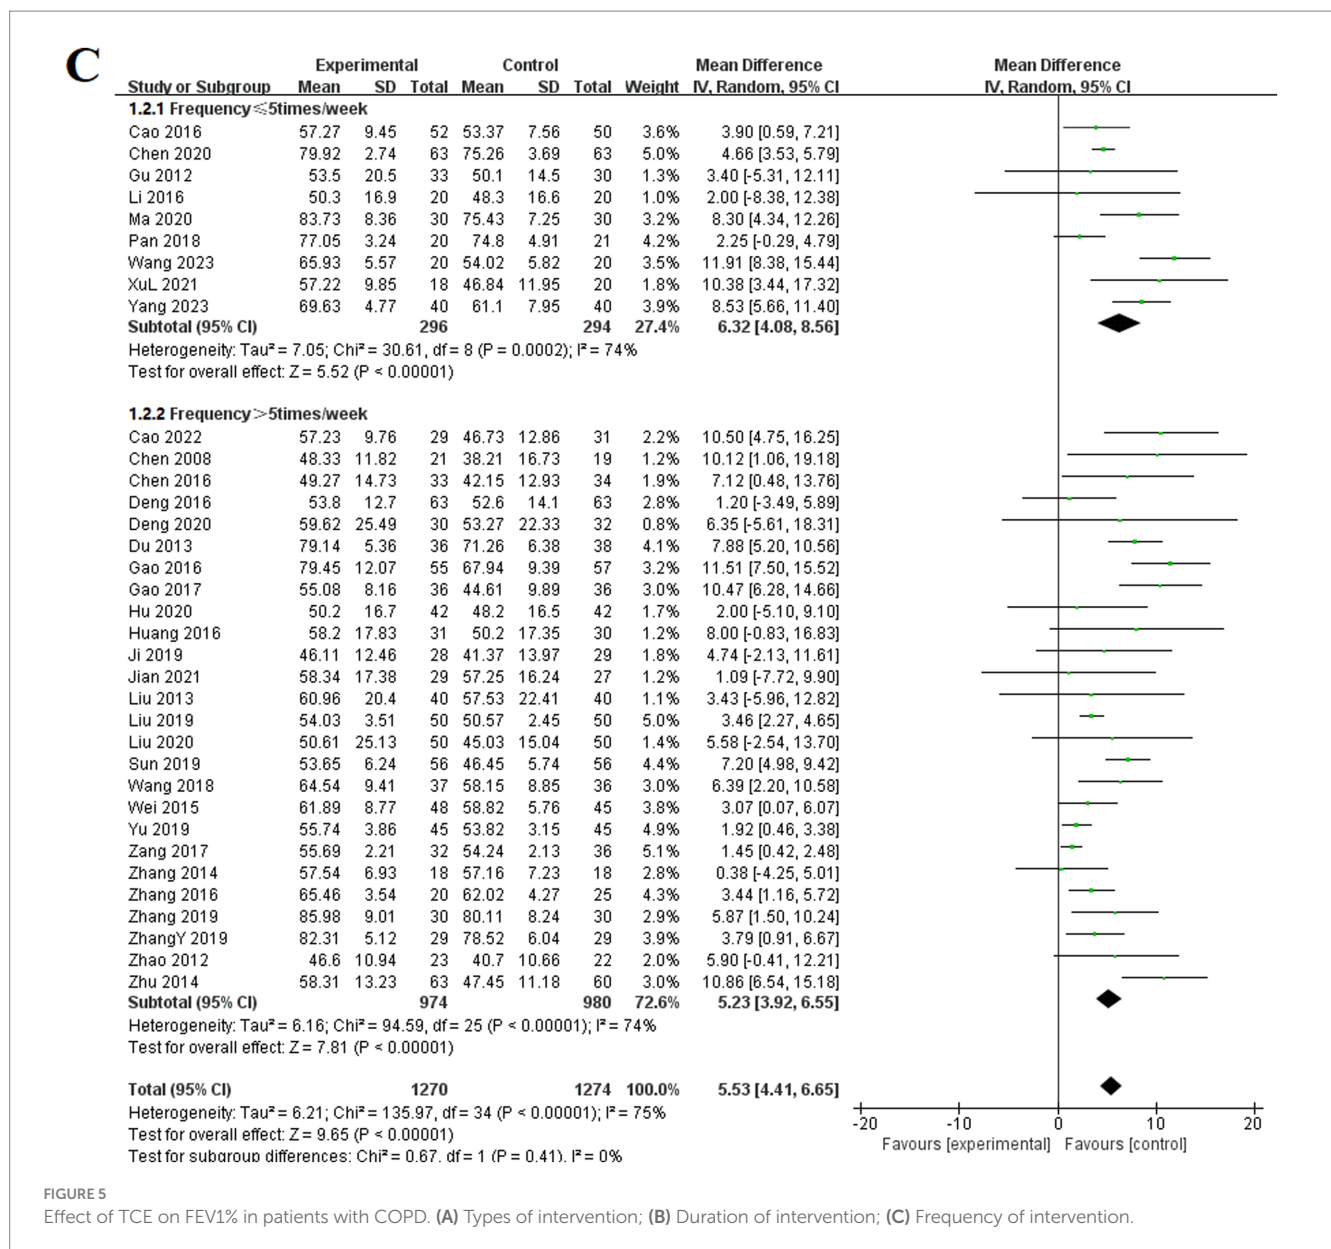 C
Experimental Control Mean Difference Mean Difference
Study or Subgroup Mean SD Total Mean SD Total Weight IV, Random, 95% CI IV, Random, 95% CI
1.2.1 Frequency≤5times/week
Cao 2016 57.27 9.45 52 53.37 7.56 50 3.6% 3.90 [0.59, 7.21]
Chen 2020 79.92 2.74 63 75.26 3.69 63 5.0% 4.66 [3.53, 5.79]
Gu 2012 53.5 20.5 33 50.1 14.5 30 1.3% 3.40 [-5.31, 12.11]
Li 2016 50.3 16.9 20 48.3 16.6 20 1.0% 2.00 [-8.38, 12.38]
Ma 2020 83.73 8.36 30 75.43 7.25 30 3.2% 8.30 [4.34, 12.26]
Pan 2018 77.05 3.24 20 74.8 4.91 21 4.2% 2.25 [-0.29, 4.79]
Wang 2023 65.93 5.57 20 54.02 5.82 20 3.5% 11.91 [8.38, 15.44]
XuL 2021 57.22 9.85 18 46.84 11.95 20 1.8% 10.38 [3.44, 17.32]
Yang 2023 69.63 4.77 40 61.1 7.95 40 3.9% 8.53 [5.66, 11.40]
Subtotal (95% CI) 296 294 27.4% 6.32 [4.08, 8.56]
Heterogeneity: Tau² = 7.05; Chi² = 30.61, df = 8 (P = 0.0002); I² = 74%
Test for overall effect: Z = 5.52 (P < 0.00001)
1.2.2 Frequency＞5times/week
Cao 2022 57.23 9.76 29 46.73 12.86 31 2.2% 10.50 [4.75, 16.25]
Chen 2008 48.33 11.82 21 38.21 16.73 19 1.2% 10.12 [1.06, 19.18]
Chen 2016 49.27 14.73 33 42.15 12.93 34 1.9% 7.12 [0.48, 13.76]
Deng 2016 53.8 12.7 63 52.6 14.1 63 2.8% 1.20 [-3.49, 5.89]
Deng 2020 59.62 25.49 30 53.27 22.33 32 0.8% 6.35 [-5.61, 18.31]
Du 2013 79.14 5.36 36 71.26 6.38 38 4.1% 7.88 [5.20, 10.56]
Gao 2016 79.45 12.07 55 67.94 9.39 57 3.2% 11.51 [7.50, 15.52]
Gao 2017 55.08 8.16 36 44.61 9.89 36 3.0% 10.47 [6.28, 14.66]
Hu 2020 50.2 16.7 42 48.2 16.5 42 1.7% 2.00 [-5.10, 9.10]
Huang 2016 58.2 17.83 31 50.2 17.35 30 1.2% 8.00 [-0.83, 16.83]
Ji 2019 46.11 12.46 28 41.37 13.97 29 1.8% 4.74 [-2.13, 11.61]
Jian 2021 58.34 17.38 29 57.25 16.24 27 1.2% 1.09 [-7.72, 9.90]
Liu 2013 60.96 20.4 40 57.53 22.41 40 1.1% 3.43 [-5.96, 12.82]
Liu 2019 54.03 3.51 50 50.57 2.45 50 5.0% 3.46 [2.27, 4.65]
Liu 2020 50.61 25.13 50 45.03 15.04 50 1.4% 5.58 [-2.54, 13.70]
Sun 2019 53.65 6.24 56 46.45 5.74 56 4.4% 7.20 [4.98, 9.42]
Wang 2018 64.54 9.41 37 58.15 8.85 36 3.0% 6.39 [2.20, 10.58]
Wei 2015 61.89 8.77 48 58.82 5.76 45 3.8% 3.07 [0.07, 6.07]
Yu 2019 55.74 3.86 45 53.82 3.15 45 4.9% 1.92 [0.46, 3.38]
Zang 2017 55.69 2.21 32 54.24 2.13 36 5.1% 1.45 [0.42, 2.48]
Zhang 2014 57.54 6.93 18 57.16 7.23 18 2.8% 0.38 [-4.25, 5.01]
Zhang 2016 65.46 3.54 20 62.02 4.27 25 4.3% 3.44 [1.16, 5.72]
Zhang 2019 85.98 9.01 30 80.11 8.24 30 2.9% 5.87 [1.50, 10.24]
ZhangY 2019 82.31 5.12 29 78.52 6.04 29 3.9% 3.79 [0.91, 6.67]
Zhao 2012 46.6 10.94 23 40.7 10.66 22 2.0% 5.90 [-0.41, 12.21]
Zhu 2014 58.31 13.23 63 47.45 11.18 60 2.9% 10.86 [6.54, 15.18]
Subtotal (95% CI) 974 980 72.6% 5.23 [3.92, 6.55]
Heterogeneity: Tau² = 6.16; Chi² = 94.59, df = 25 (P < 0.00001); I² = 74%
Test for overall effect: Z = 7.81 (P < 0.00001)
Total (95% CI) 1270 1274 100.0% 5.53 [4.41, 6.65]
Heterogeneity: Tau² = 6.21; Chi² = 135.97, df = 34 (P < 0.00001); I² = 75%
Test for overall effect: Z = 9.65 (P < 0.00001)
Test for subgroup differences: Chi² = 0.67, df = 1 (P = 0.41), I² = 0%
-20 -10 0 10 20
Favours [experimental] Favours [control]
FIGURE 5
Effect of TCE on FEV1% in patients with COPD. (A) Types of intervention; (B) Duration of intervention; (C) Frequency of intervention.